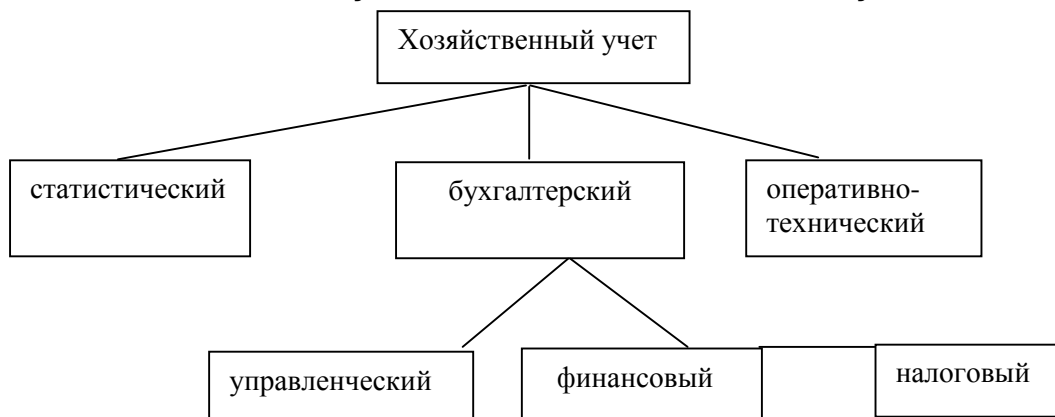 Хозяйственный учет
статистический
бухгалтерский
оперативно-
технический
управленческий
финансовый
налоговый